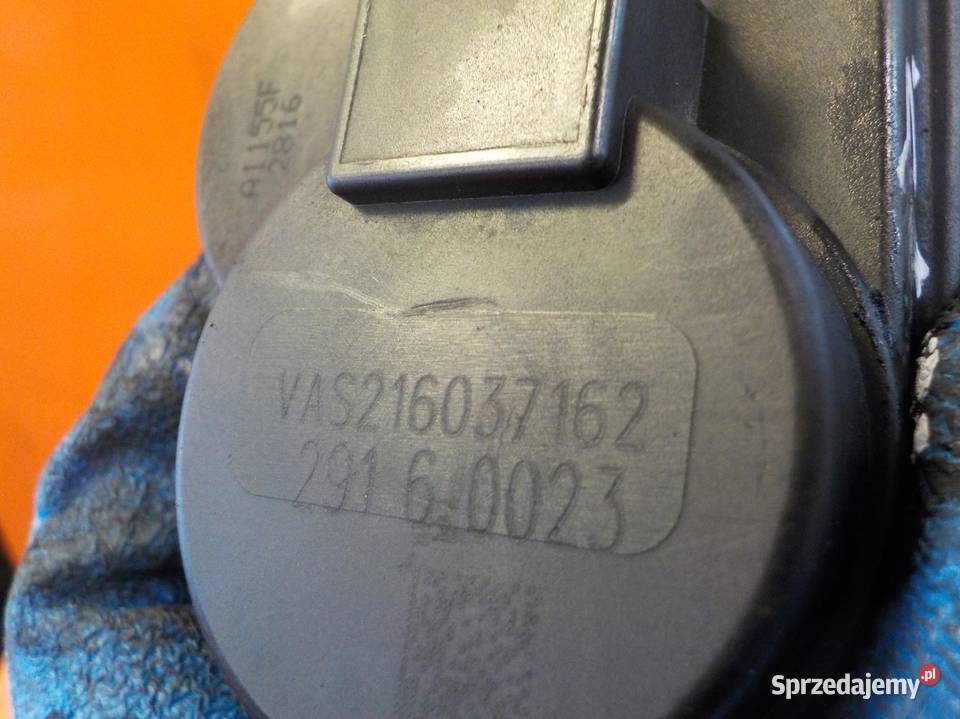 A1155F
2816
VAS216037162
2916 0023
Sprzedajemy.pl